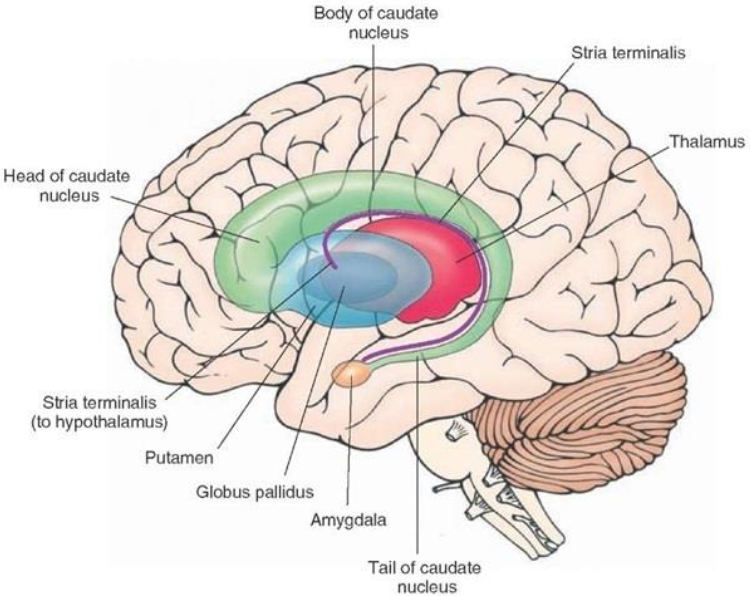 Body of caudate
nucleus
Stria terminalis
Thalamus
Head of caudate
nucleus
Stria terminalis
(to hypothalamus)
Putamen
Globus pallidus
Amygdala
Tail of caudate
nucleus